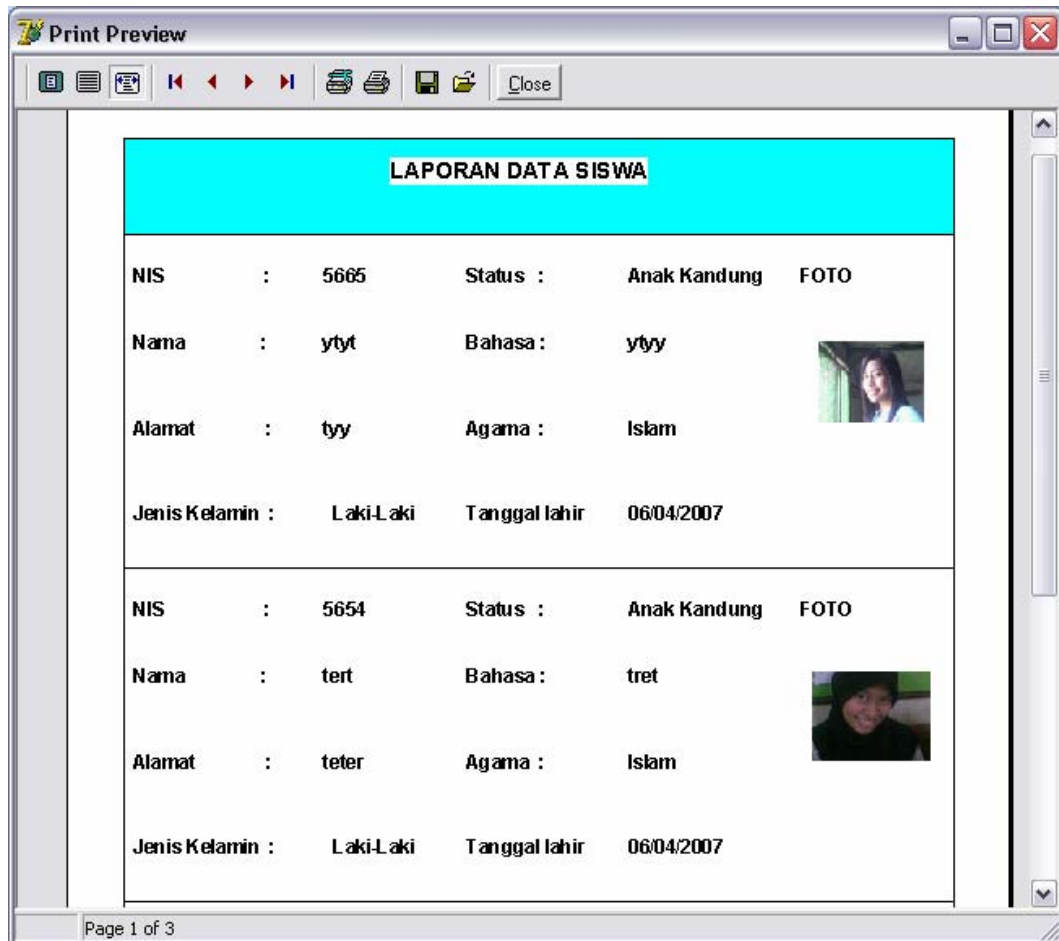 Print Preview
Close
LAPORAN DATA SISWA
NIS : 5665 Status : Anak Kandung FOTO
Nama : ytyt Bahasa : ytyy
Alamat : tyy Agama : Islam
Jenis Kelamin : Laki-Laki Tanggal lahir 06/04/2007
NIS : 5654 Status : Anak Kandung FOTO
Nama : tert Bahasa : tret
Alamat : teter Agama : Islam
Jenis Kelamin : Laki-Laki Tanggal lahir 06/04/2007
Page 1 of 3